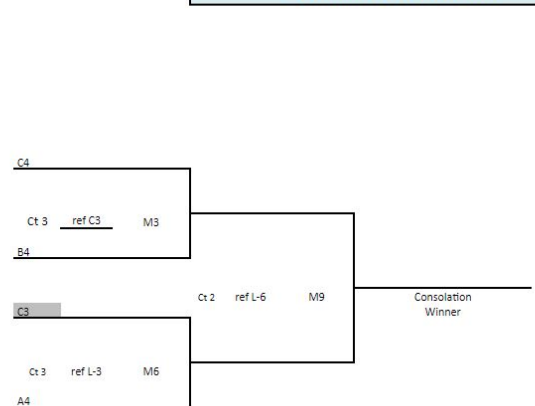 C4
Ct 3 ref C3 M3
B4
Ct 2 ref L-6 M9
Consolation
Winner
C3
Ct 3 ref L-3 M6
A4